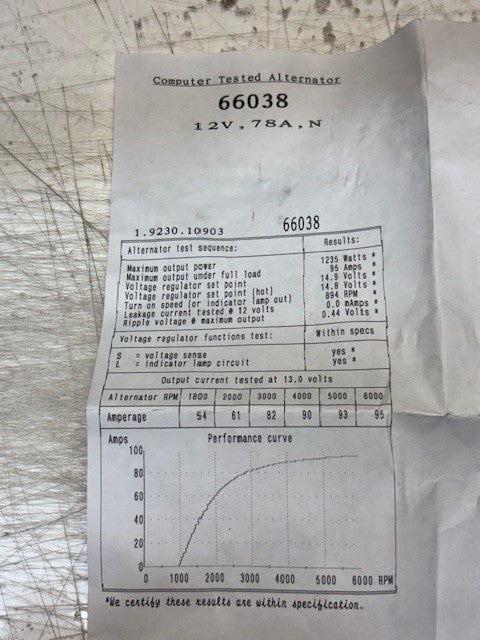 Computer Tested Alternator
66038
12V, 78A, N
1.9230.10903 66038
Alternator test sequence: Results:
Maximum output power 1235 Watts *
Maximum output under full load 95 Amps *
Voltage regulator set point 14.9 Volts *
Voltage regulator set point (hot) 14.8 Volts *
Turn on speed (or indicator lamp out) 894 RPM *
Leakage current tested @ 12 volts 0.0 mAmps *
Ripple voltage @ maximum output 0.44 Volts *
Voltage regulator functions test: Within specs
S = voltage sense yes *
L = indicator lamp circuit yes *
Output current tested at 13.0 volts
Alternator RPM 1800 2000 3000 4000 5000 6000
Amperage 54 61 82 90 93 95
Amps Performance curve
100
80
60
40
20
0
0 1000 2000 3000 4000 5000 6000 RPM
*We certify these results are within specification.